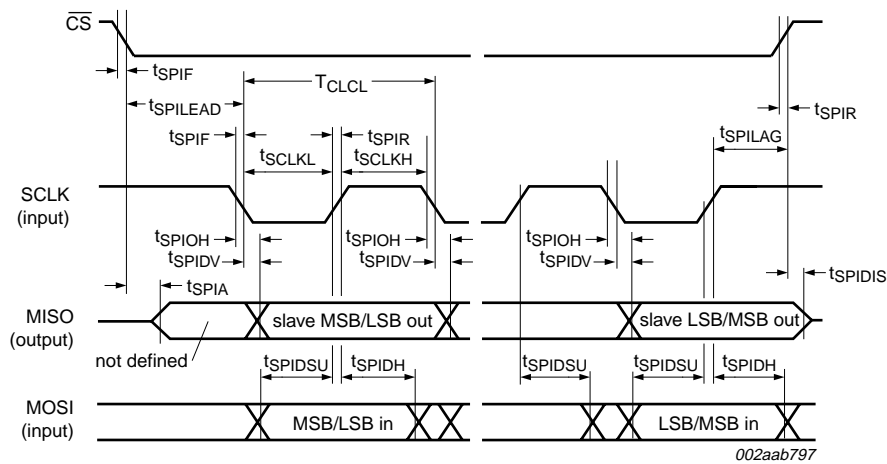 CS
tSPIF
TCLCL
tSPILEAD
tSPIR
tSPIF
tSPIR
tSPILAG
tSCLKL
tSCLKH
SCLK
(input)
tSPIOH
tSPIOH
tSPIOH
tSPIDV
tSPIDV
tSPIDV
tSPIA
tSPIDIS
MISO
(output)
slave MSB/LSB out
slave LSB/MSB out
not defined
tSPIDSU
tSPIDH
tSPIDSU
tSPIDSU
tSPIDH
MOSI
(input)
MSB/LSB in
LSB/MSB in
002aab797